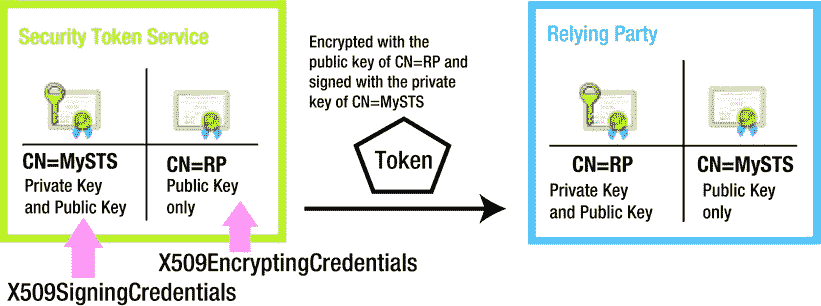 Security Token Service
CN=MySTS
Private Key
and Public Key
CN=RP
Public Key
only
X509SigningCredentials
X509EncryptingCredentials
Encrypted with the
public key of CN=RP and
signed with the private
key of CN=MySTS
Token
Relying Party
CN=RP
Private Key
and Public Key
CN=MySTS
Public Key
only